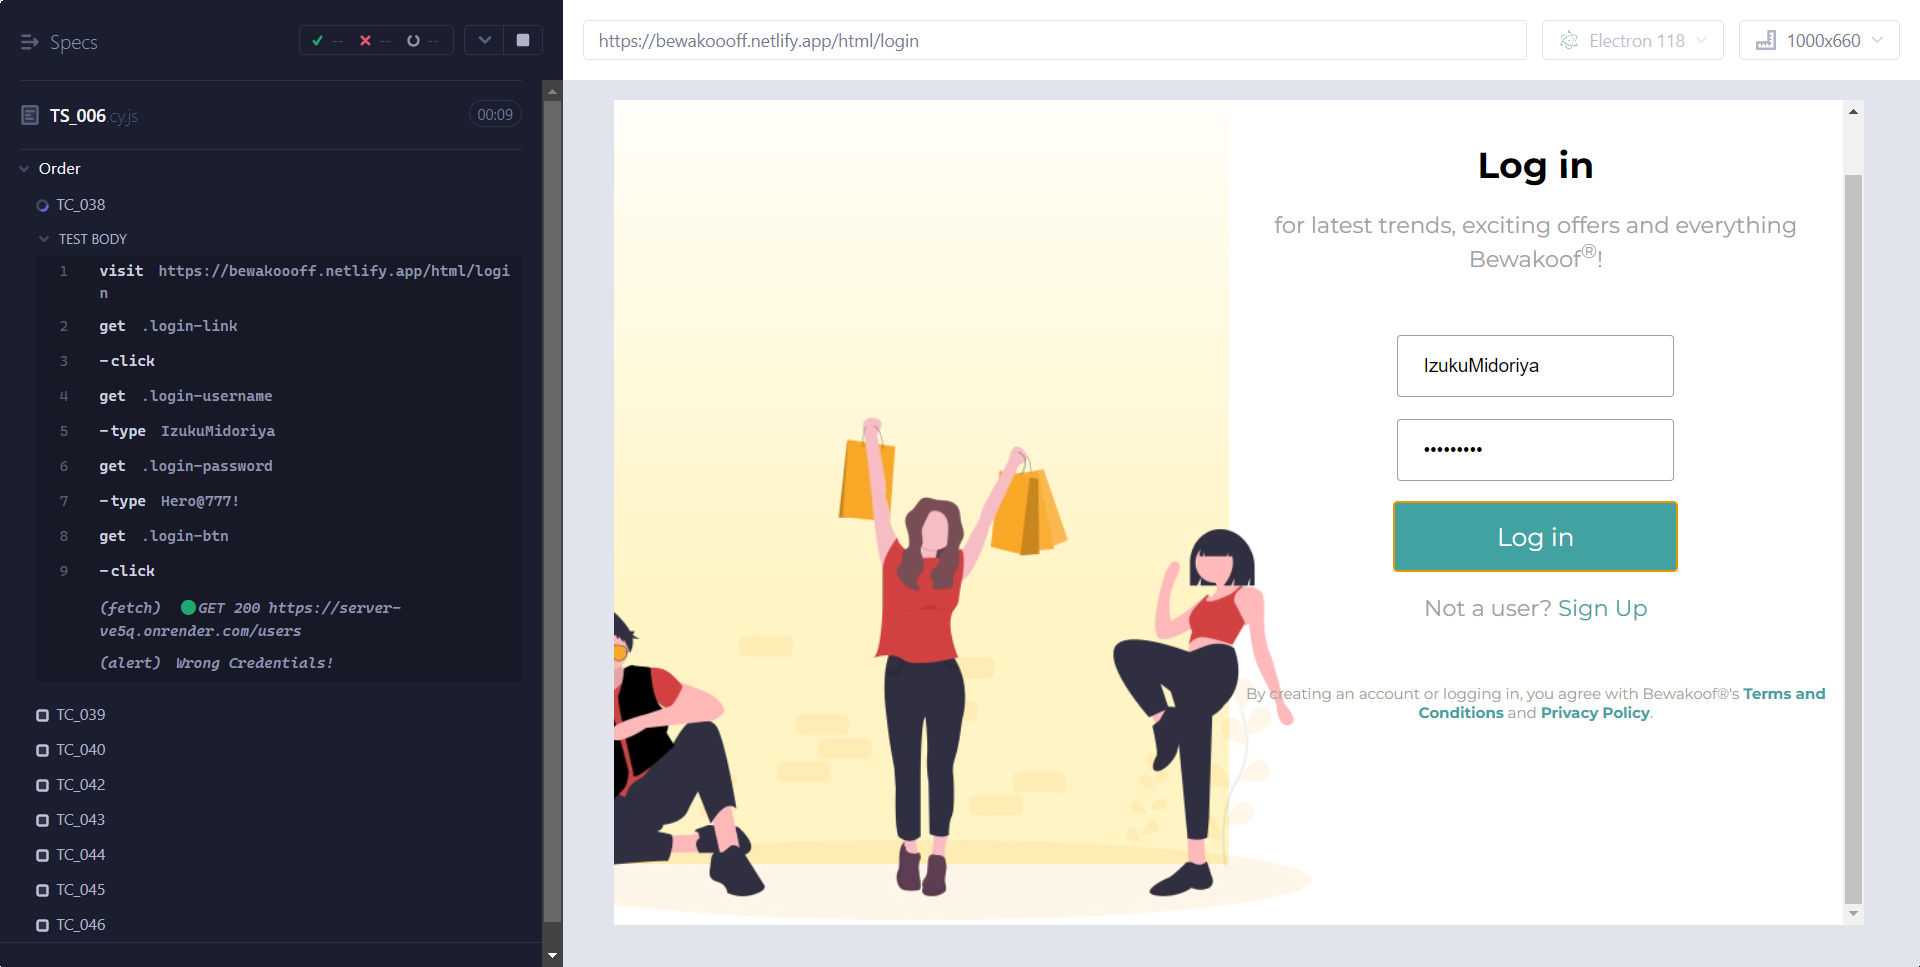 Specs
-- -- --
https://bewakoooff.netlify.app/html/login
Electron 118
1000x660
TS_006.cy.js
00:09
Order
TC_038
TEST BODY
1 visit https://bewakoooff.netlify.app/html/logi
n
2 get .login-link
3 -click
4 get .login-username
5 -type IzukuMidoriya
6 get .login-password
7 -type Hero@777!
8 get .login-btn
9 -click
(fetch) GET 200 https://server-
ve5q.onrender.com/users
(alert) Wrong Credentials!
TC_039
TC_040
TC_042
TC_043
TC_044
TC_045
TC_046
Log in
for latest trends, exciting offers and everything
Bewakoof®!
IzukuMidoriya
•••••••••
Log in
Not a user? Sign Up
By creating an account or logging in, you agree with Bewakoof®'s Terms and
Conditions and Privacy Policy.